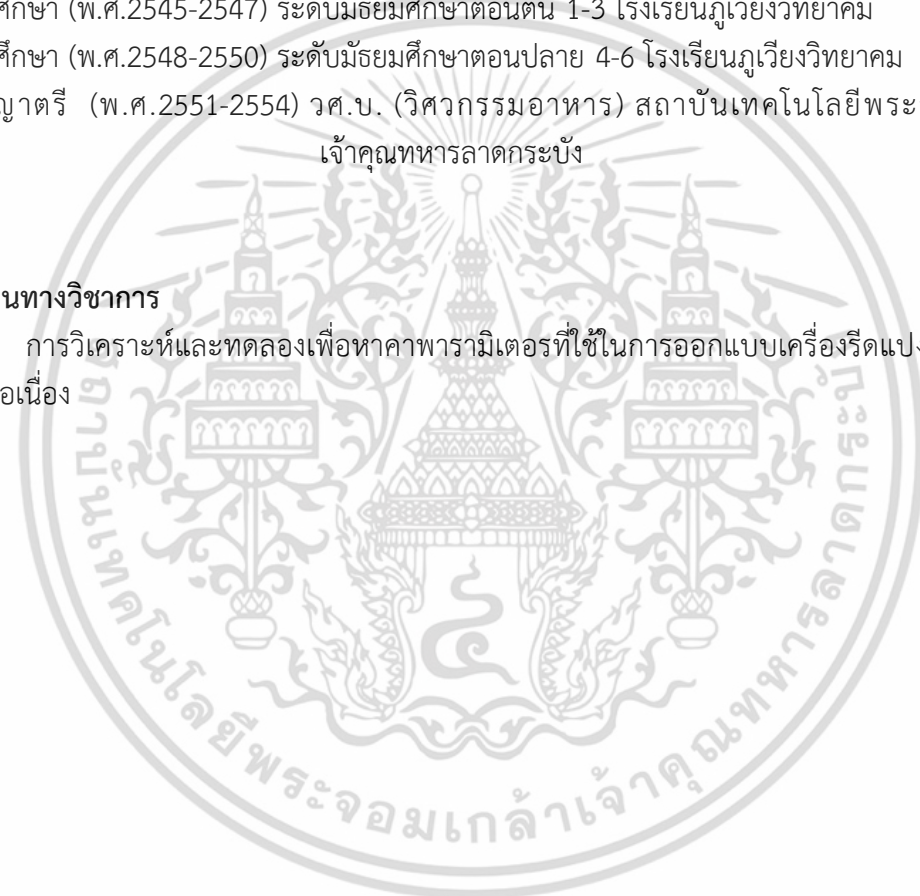 ศึกษา (พ.ศ.2545-2547) ระดับมัธยมศึกษาตอนต้น 1-3 โรงเรียนภูเวียงวิทยาคม
ศึกษา (พ.ศ.2548-2550) ระดับมัธยมศึกษาตอนปลาย 4-6 โรงเรียนภูเวียงวิทยาคม
ญาตรี (พ.ศ.2551-2554) วศ.บ. (วิศวกรรมอาหาร) สถาบันเทคโนโลยีพระ
เจ้าคุณทหารลาดกระบัง
นทางวิชาการ
การวิเคราะห์และทดลองเพื่อหาคาพารามิเตอรที่ใช้ในการออกแบบเครื่องรีดแปง
อเนื่อง
สถาบันเทคโนโลยีพระจอมเกล้าเจ้าคุณทหารลาดกระบัง